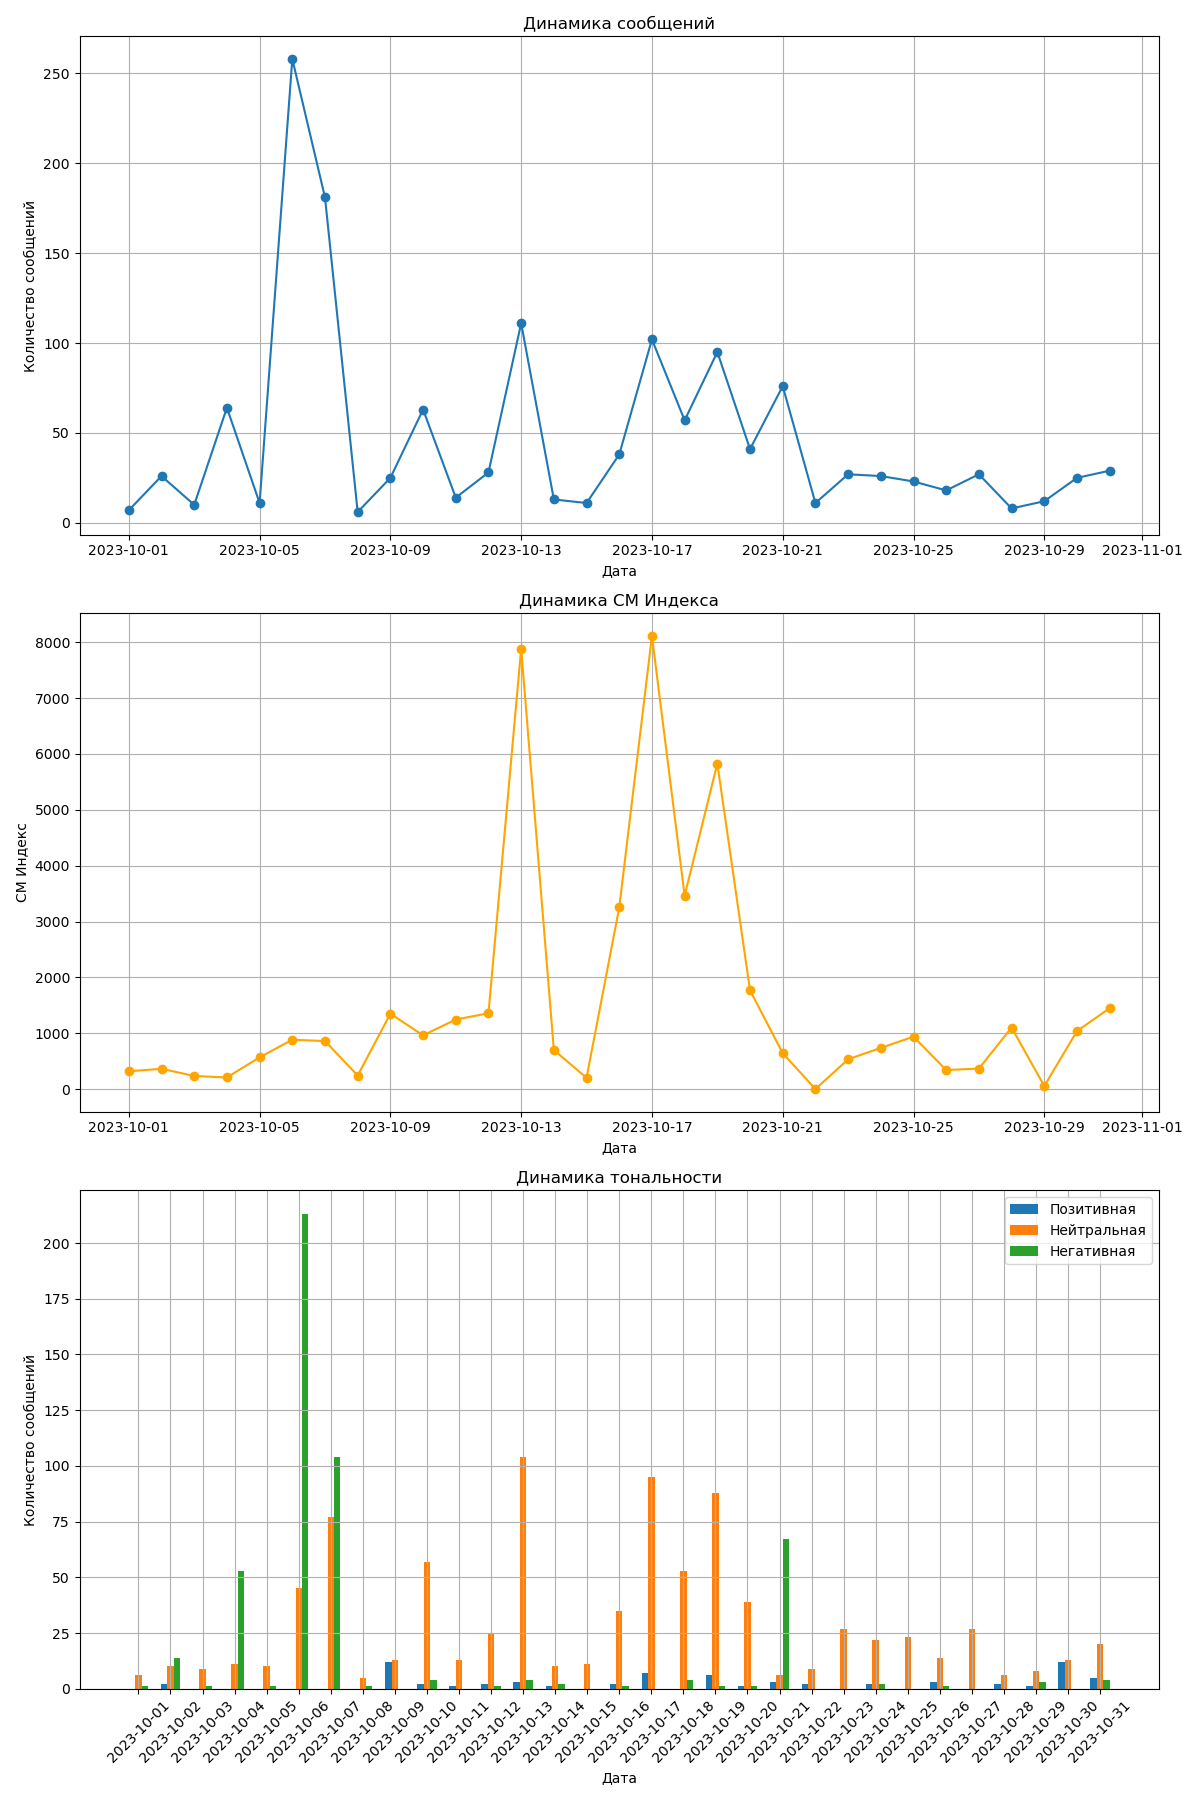 Динамика сообщений
250
200
150
100
50
0
Количество сообщений
2023-10-01 2023-10-05 2023-10-09 2023-10-13 2023-10-17 2023-10-21 2023-10-25 2023-10-29 2023-11-01
Дата
Динамика СМ Индекса
8000
7000
6000
5000
4000
3000
2000
1000
0
СМ Индекс
2023-10-01 2023-10-05 2023-10-09 2023-10-13 2023-10-17 2023-10-21 2023-10-25 2023-10-29 2023-11-01
Дата
Динамика тональности
Позитивная
Нейтральная
Негативная
200
175
150
125
100
75
50
25
0
Количество сообщений
2023-10-01 2023-10-02 2023-10-03 2023-10-04 2023-10-05 2023-10-06 2023-10-07 2023-10-08 2023-10-09 2023-10-10 2023-10-11 2023-10-12 2023-10-13 2023-10-14 2023-10-15 2023-10-16 2023-10-17 2023-10-18 2023-10-19 2023-10-20 2023-10-21 2023-10-22 2023-10-23 2023-10-24 2023-10-25 2023-10-26 2023-10-27 2023-10-28 2023-10-29 2023-10-30 2023-10-31
Дата